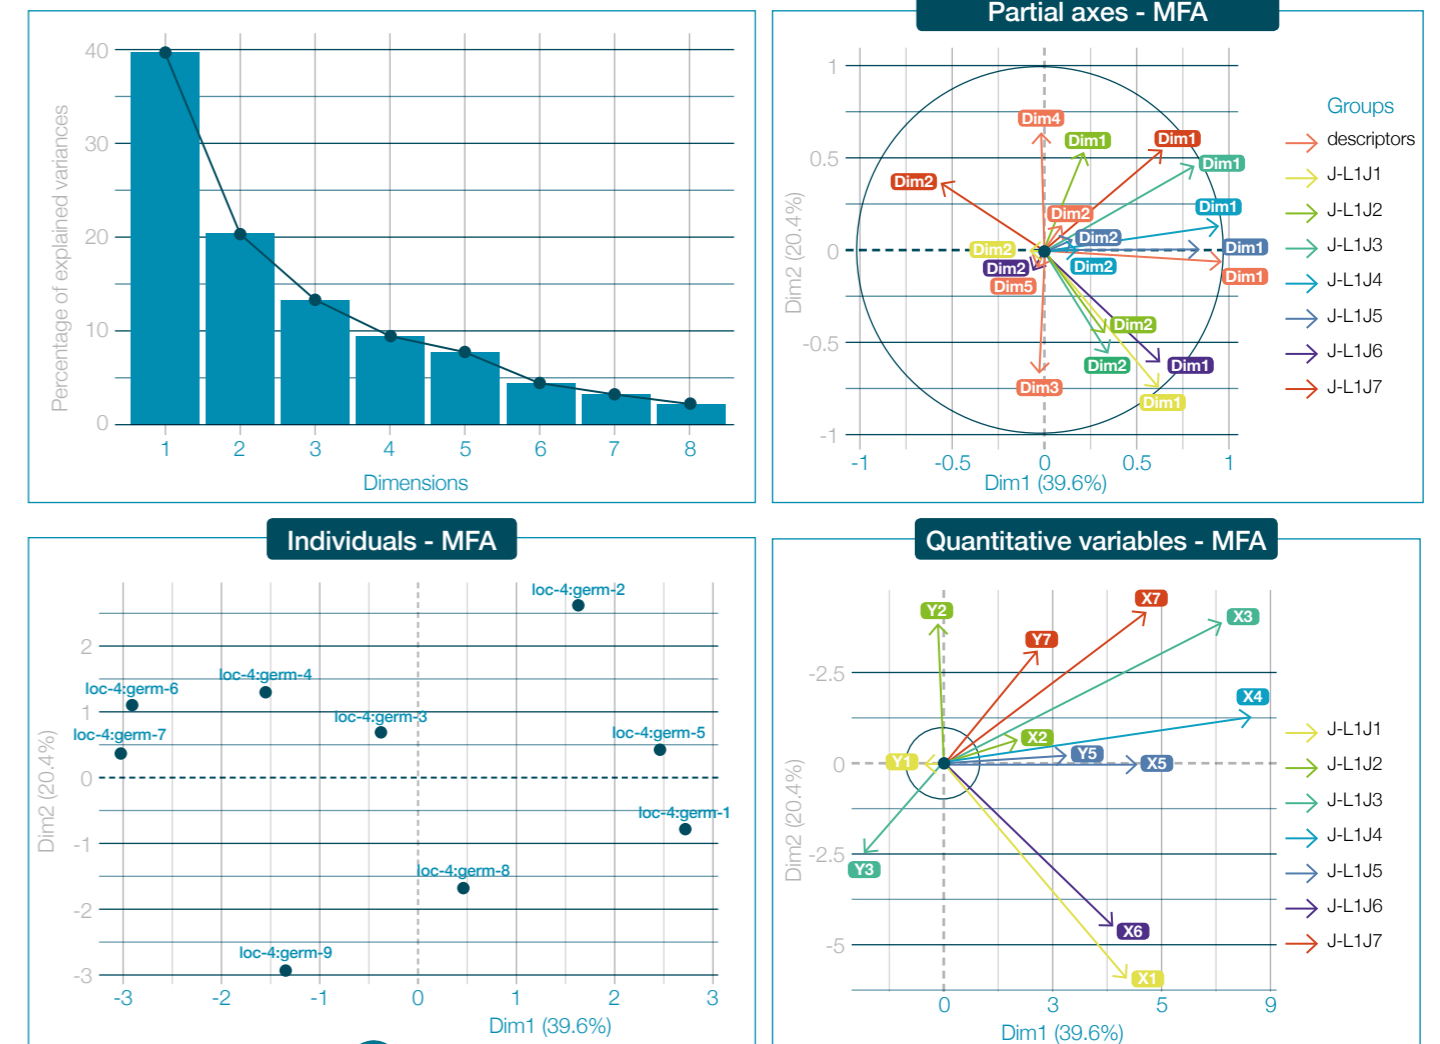 Percentage of explained variances
40
30
20
10
0
1 2 3 4 5 6 7 8
Dimensions
Partial axes - MFA
Dim2 (20.4%)
1
0.5
0
-0.5
-1
Dim4
Dim1
Dim1
Dim1
Dim2
Dim1
Dim2
Dim2
Dim2
Dim1
Dim2
Dim2
Dim1
Dim5
Dim2
Dim2
Dim1
Dim3
Dim1
-1 -0.5 0 0.5 1
Dim1 (39.6%)
Groups
descriptors
J-L1J1
J-L1J2
J-L1J3
J-L1J4
J-L1J5
J-L1J6
J-L1J7
Individuals - MFA
Dim2 (20.4%)
2
1
0
-1
-2
-3
loc-4:germ-2
loc-4:germ-4
loc-4:germ-6
loc-4:germ-3
loc-4:germ-7
loc-4:germ-5
loc-4:germ-1
loc-4:germ-8
loc-4:germ-9
-3 -2 -1 0 1 2 3
Dim1 (39.6%)
Quantitative variables - MFA
Dim2 (20.4%)
-2.5
0
-2.5
-5
Y2
X7
X3
Y7
X4
X2
Y5
Y1
X5
Y3
X6
X1
0 3 5 9
Dim1 (39.6%)
J-L1J1
J-L1J2
J-L1J3
J-L1J4
J-L1J5
J-L1J6
J-L1J7